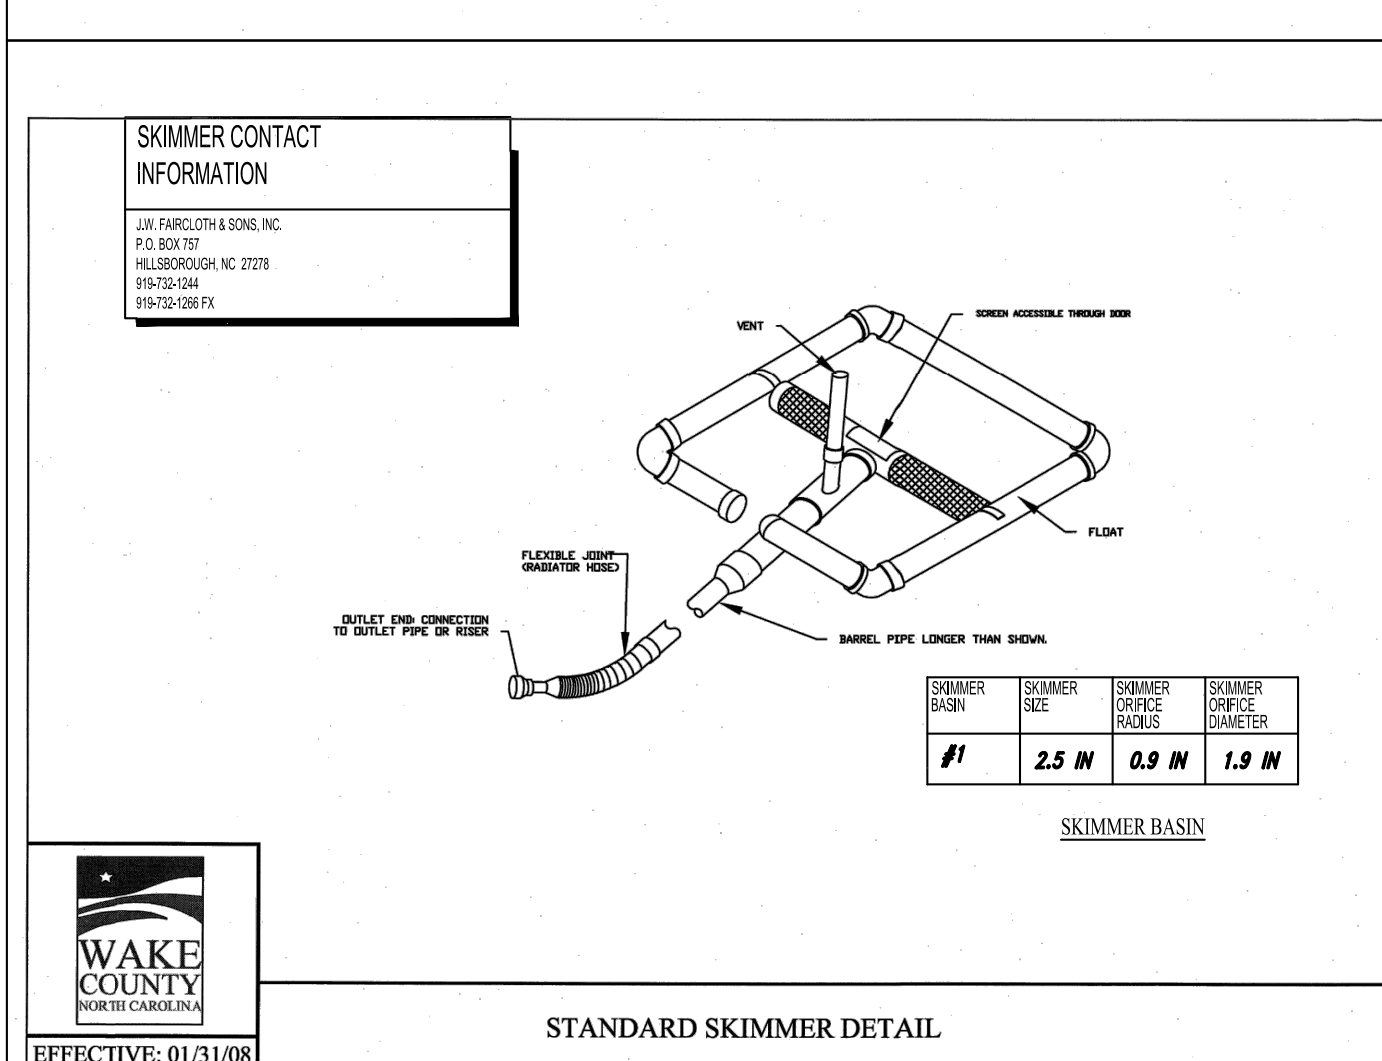 SKIMMER CONTACT
INFORMATION
J.W. FAIRCLOTH & SONS, INC.
P.O. BOX 757
HILLSBOROUGH, NC 27278
919-732-1244
919-732-1266 FX
VENT
SCREEN ACCESSIBLE THROUGH DOOR
FLOAT
FLEXIBLE JOINT
(RADIATOR HOSE)
OUTLET END: CONNECTION
TO OUTLET PIPE OR RISER
BARREL PIPE LONGER THAN SHOWN.
SKIMMER BASIN SKIMMER SIZE SKIMMER ORIFICE RADIUS SKIMMER ORIFICE DIAMETER
#1 2.5 IN 0.9 IN 1.9 IN
SKIMMER BASIN
WAKE
COUNTY
NORTH CAROLINA
EFFECTIVE: 01/31/08
STANDARD SKIMMER DETAIL